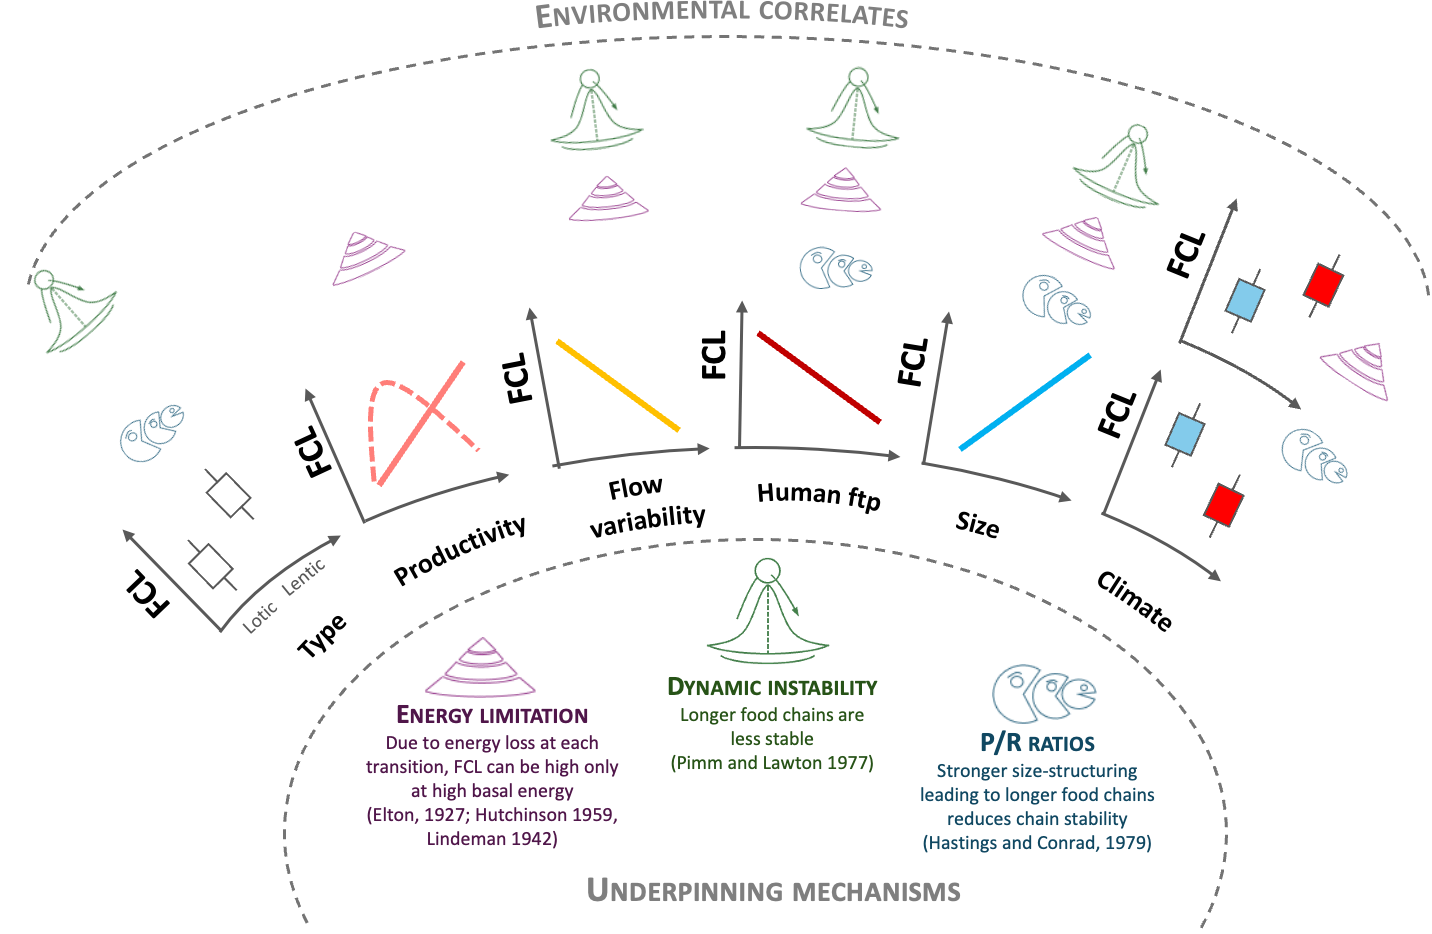 ENVIRONMENTAL CORRELATES
FCL
Lotic Lentic
Type
FCL
Productivity
FCL
Flow
variability
FCL
Human ftp
FCL
Size
FCL
FCL
Climate
ENERGY LIMITATION
Due to energy loss at each
transition, FCL can be high only
at high basal energy
(Elton, 1927; Hutchinson 1959,
Lindeman 1942)
DYNAMIC INSTABILITY
Longer food chains are
less stable
(Pimm and Lawton 1977)
P/R RATIOS
Stronger size-structuring
leading to longer food chains
reduces chain stability
(Hastings and Conrad, 1979)
UNDERPINNING MECHANISMS